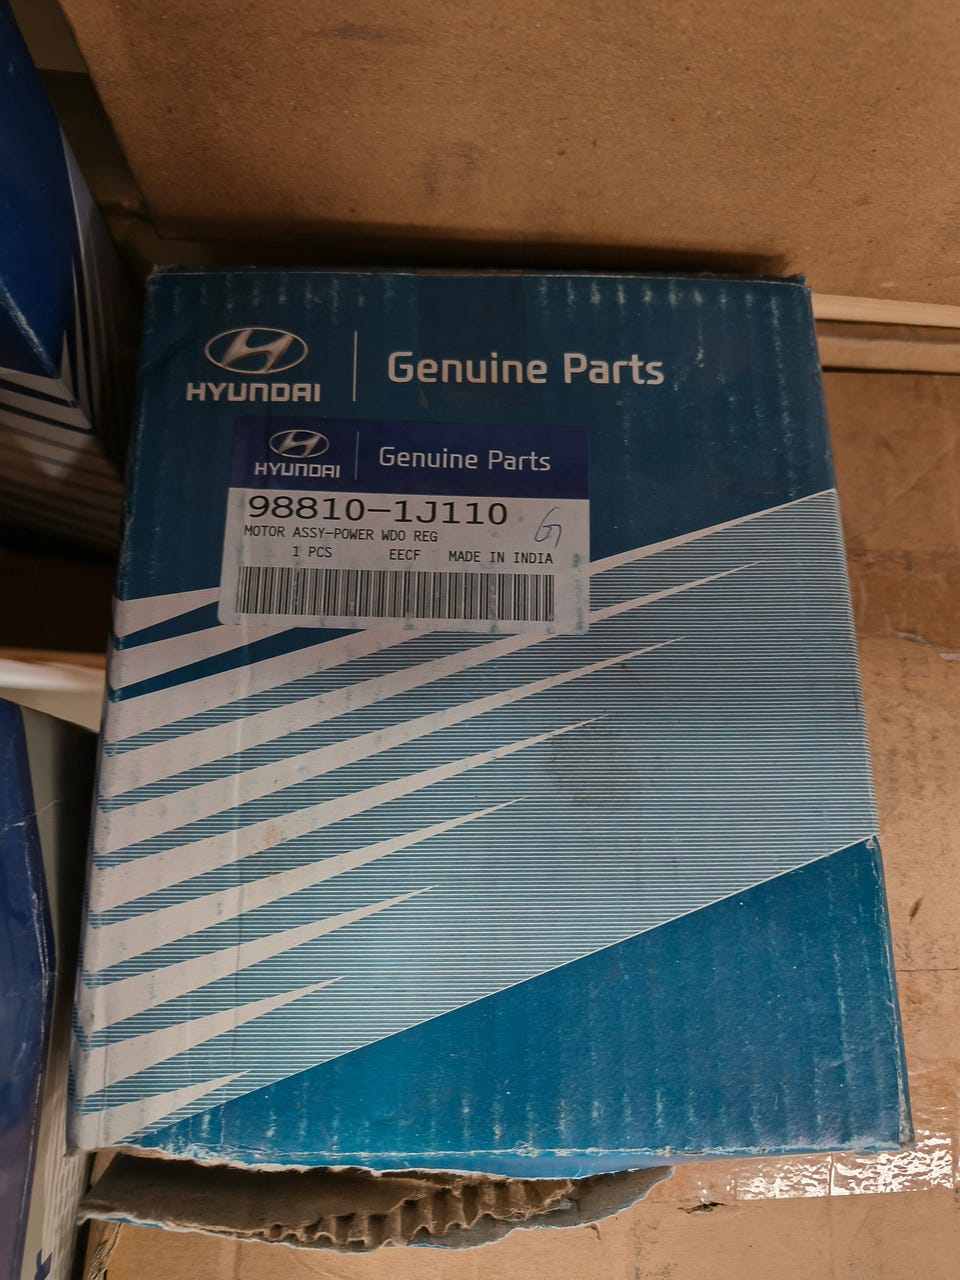 HYUNDAI
Genuine Parts
HYUNDAI
Genuine Parts
98810-1J110
MOTOR ASSY-POWER WDO REG
1 PCS EECF MADE IN INDIA